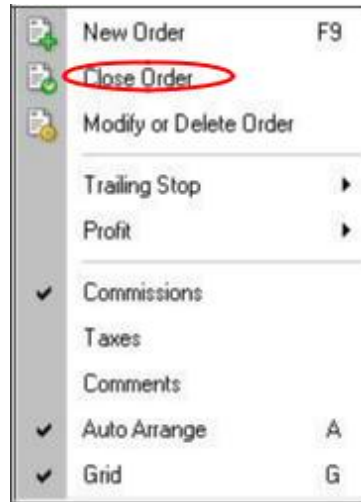 New Order F9
Close Order
Modify or Delete Order
Trailing Stop
Profit
Commissions
Taxes
Comments
Auto Arrange A
Grid G